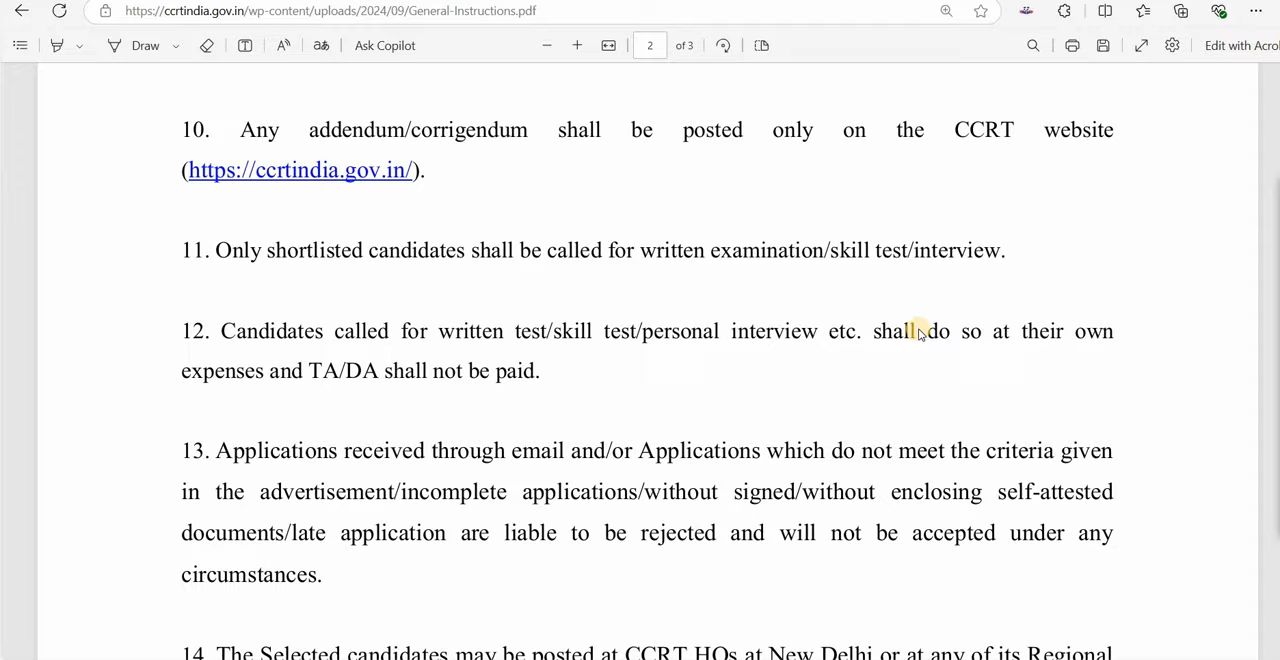 https://ccrtindia.gov.in/wp-content/uploads/2024/09/General-Instructions.pdf
Draw
aあ
Ask Copilot
2 of 3
Edit with Acro
10. Any addendum/corrigendum shall be posted only on the CCRT website
(https://ccrtindia.gov.in/).
11. Only shortlisted candidates shall be called for written examination/skill test/interview.
12. Candidates called for written test/skill test/personal interview etc. shall do so at their own
expenses and TA/DA shall not be paid.
13. Applications received through email and/or Applications which do not meet the criteria given
in the advertisement/incomplete applications/without signed/without enclosing self-attested
documents/late application are liable to be rejected and will not be accepted under any
circumstances.
14. The Selected candidates may be posted at CCRT HQs at New Delhi or at any of its Regional